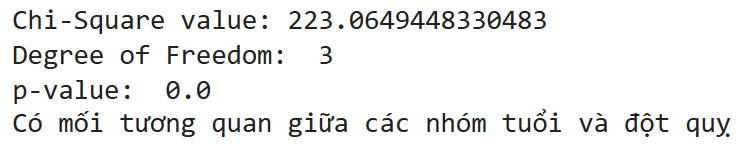 Chi-Square value: 223.0649448330483
Degree of Freedom:  3
p-value:  0.0
Có mối tương quan giữa các nhóm tuổi và đột quỵ